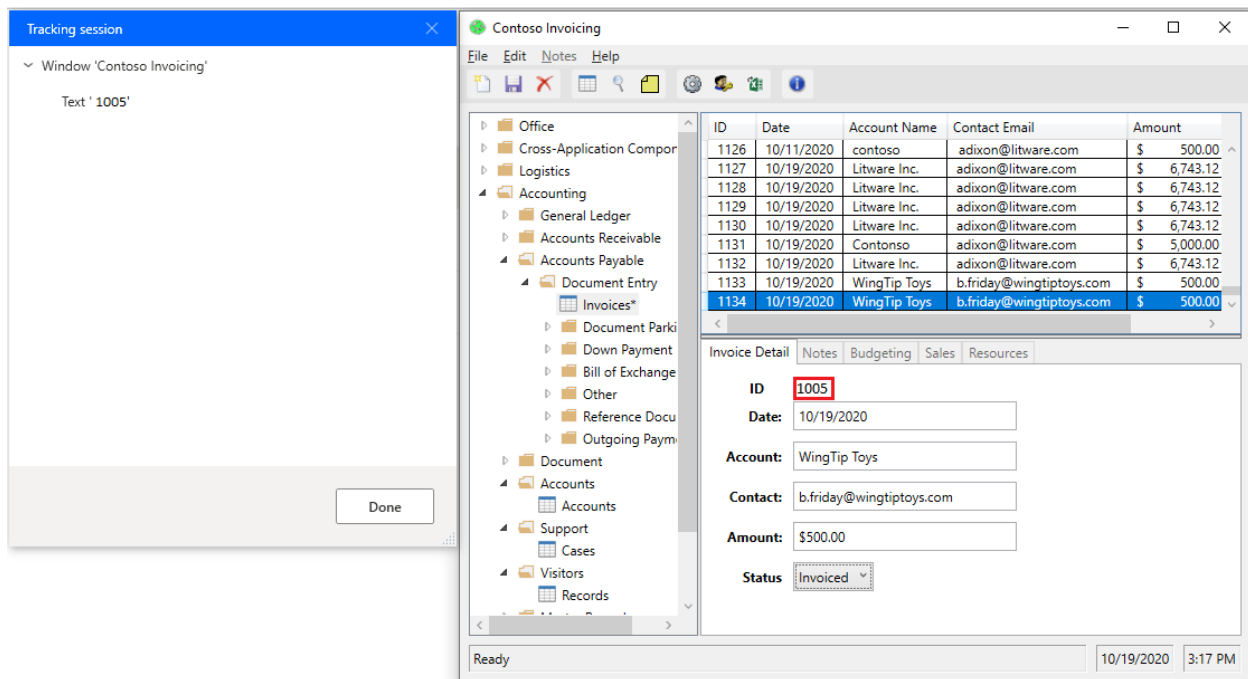 Tracking session
Window 'Contoso Invoicing'
Text ' 1005'
Done
Contoso Invoicing
File Edit Notes Help
Office
Cross-Application Compor
Logistics
Accounting
General Ledger
Accounts Receivable
Accounts Payable
Document Entry
Invoices*
Document Parki
Down Payment
Bill of Exchange
Other
Reference Docu
Outgoing Paym
Document
Accounts
Accounts
Support
Cases
Visitors
Records
ID Date Account Name Contact Email Amount
1126 10/11/2020 contoso adixon@litware.com $ 500.00
1127 10/19/2020 Litware Inc. adixon@litware.com $ 6,743.12
1128 10/19/2020 Litware Inc. adixon@litware.com $ 6,743.12
1129 10/19/2020 Litware Inc. adixon@litware.com $ 6,743.12
1130 10/19/2020 Litware Inc. adixon@litware.com $ 6,743.12
1131 10/19/2020 Contonso adixon@litware.com $ 5,000.00
1132 10/19/2020 Litware Inc. adixon@litware.com $ 6,743.12
1133 10/19/2020 WingTip Toys b.friday@wingtiptoys.com $ 500.00
1134 10/19/2020 WingTip Toys b.friday@wingtiptoys.com $ 500.00
Invoice Detail Notes Budgeting Sales Resources
ID 1005
Date: 10/19/2020
Account: WingTip Toys
Contact: b.friday@wingtiptoys.com
Amount: $500.00
Status Invoiced
Ready 10/19/2020 3:17 PM